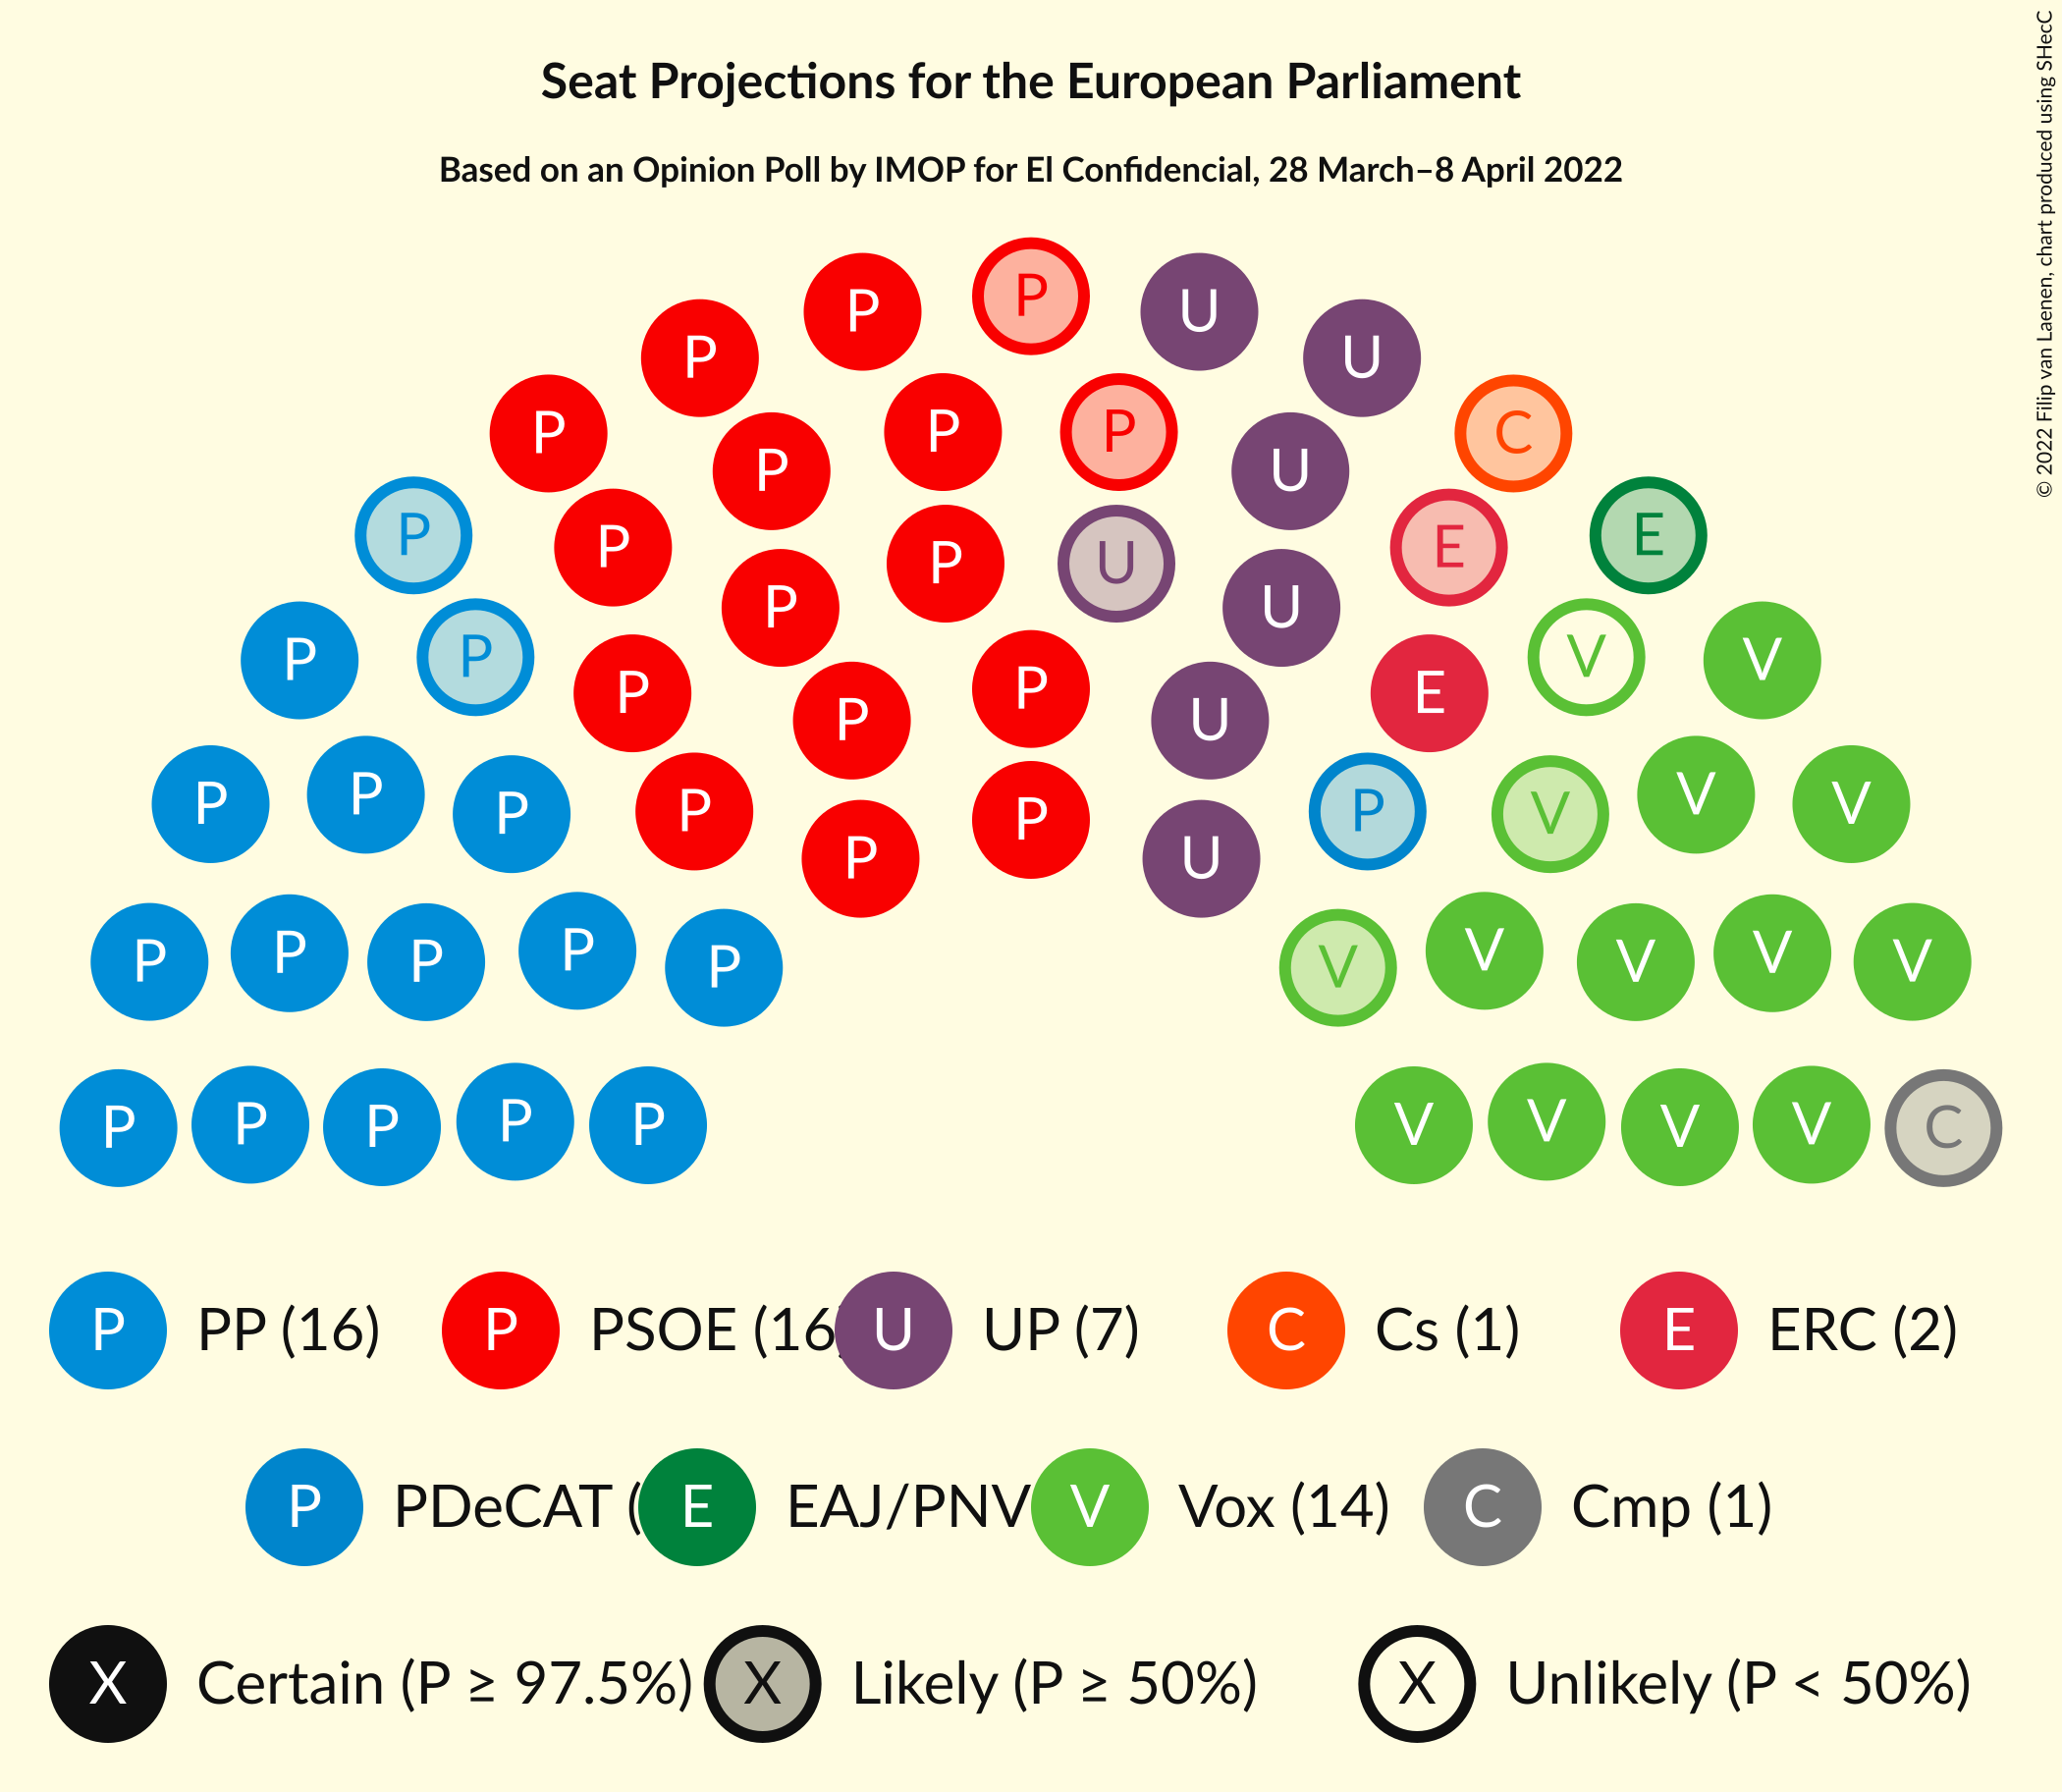 Seat Projections for the European Parliament
Based on an Opinion Poll by IMOP for El Confidencial, 28 March–8 April 2022
© 2022 Filip van Laenen, chart produced using SHecC
P
P U
P U
P P P C
P U
P P E E
P U
P U
P P V V
P P E
P U
P P P P P P V V V
P U
P P P P P V V V V V
P P P P P V V V V C
P PP (16) P PSOE (16 U UP (7) C Cs (1) E ERC (2)
P PDeCAT ( E EAJ/PNV V Vox (14) C Cmp (1)
X Certain (P ≥ 97.5%) X Likely (P ≥ 50%) X Unlikely (P < 50%)